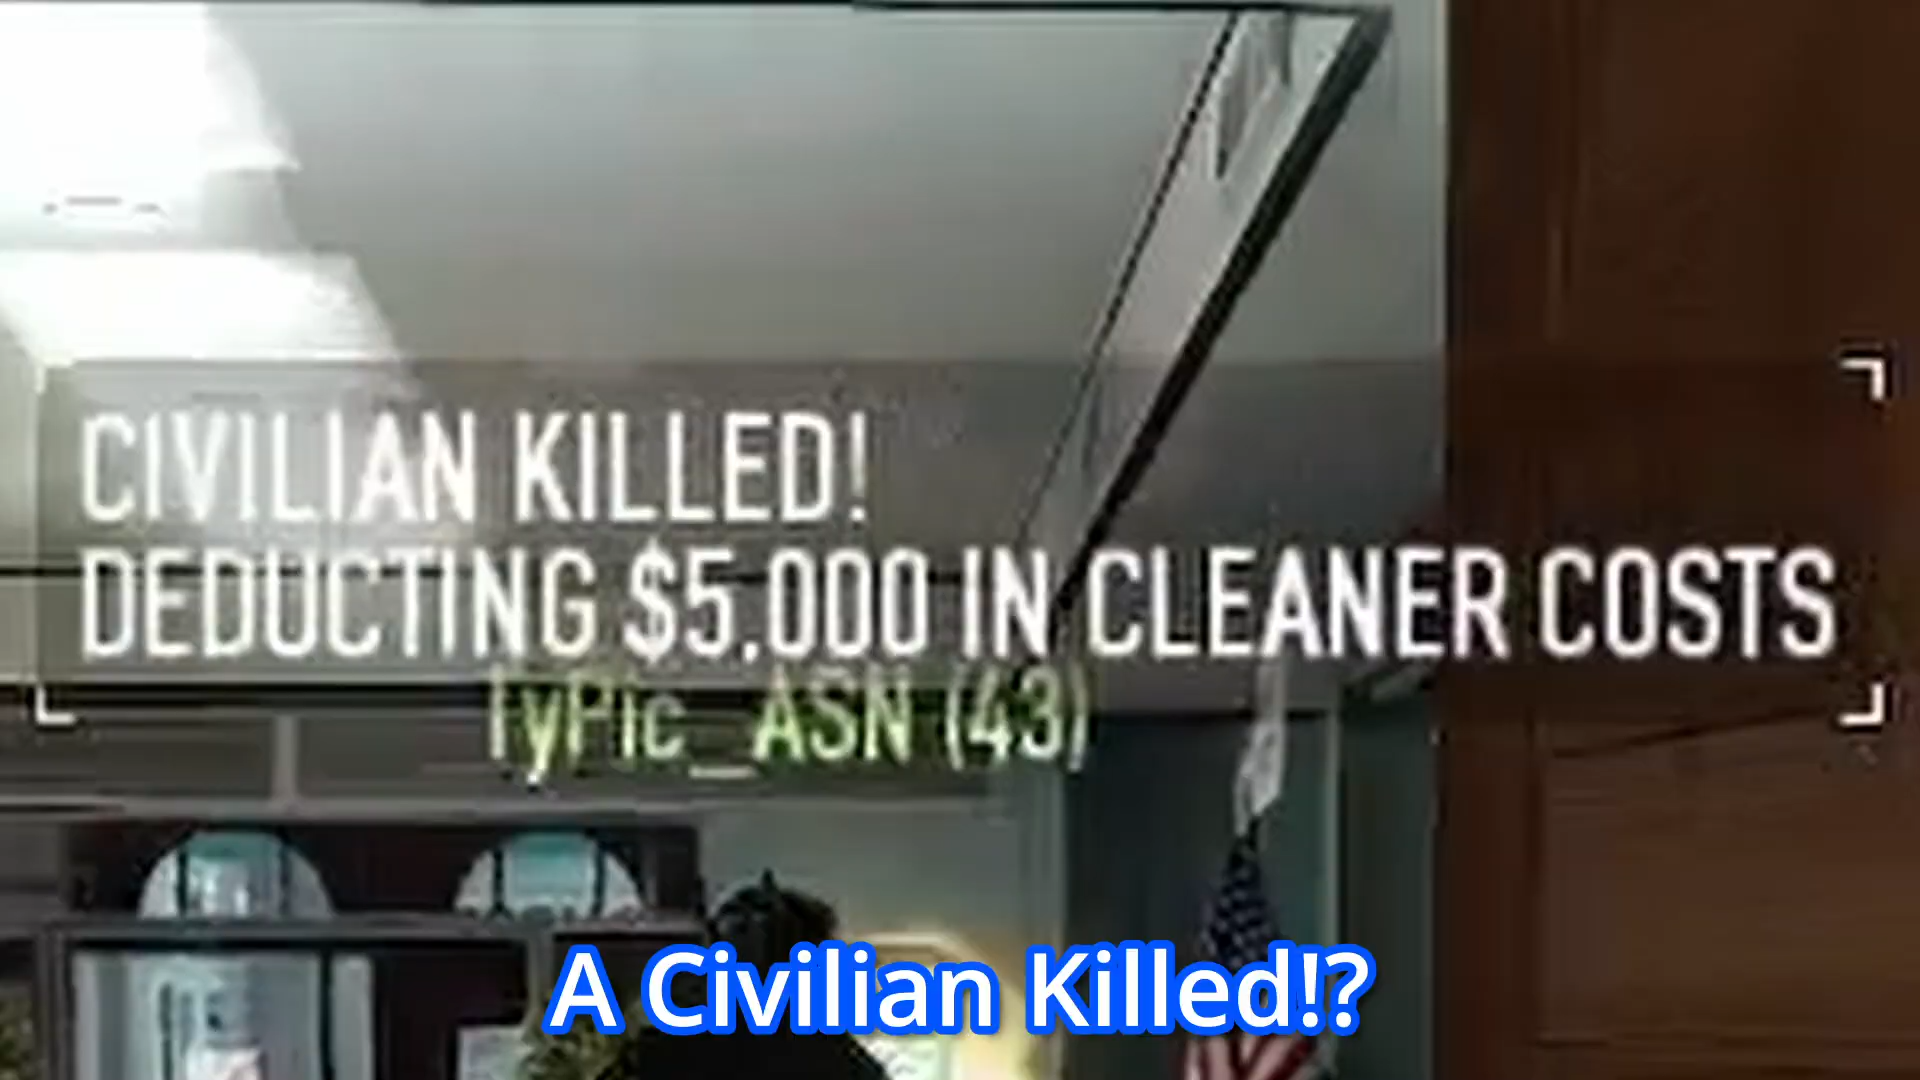 CIVILIAN KILLED!
DEDUCTING $5.000 IN CLEANER COSTS
TyPic_ASN (43)
A Civilian Killed!?